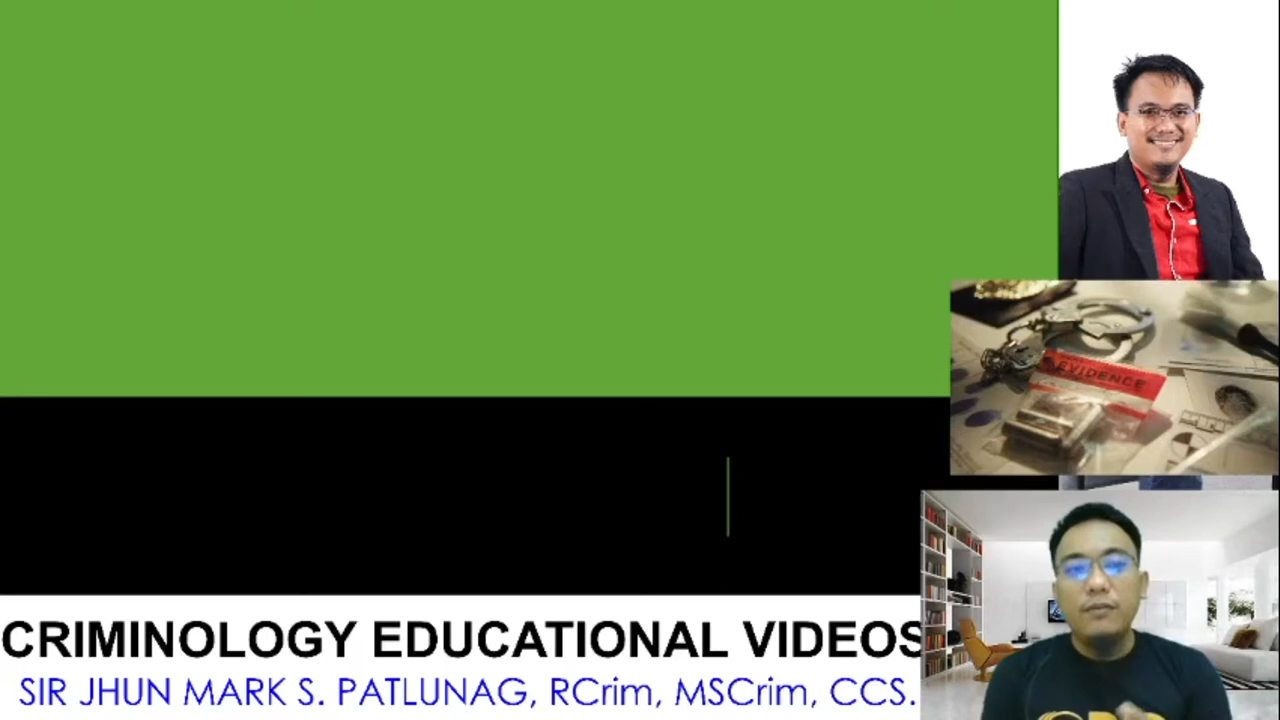 EVIDENCE
CRIMINOLOGY EDUCATIONAL VIDEOS
SIR JHUN MARK S. PATLUNAG, RCrim, MSCrim, CCS.